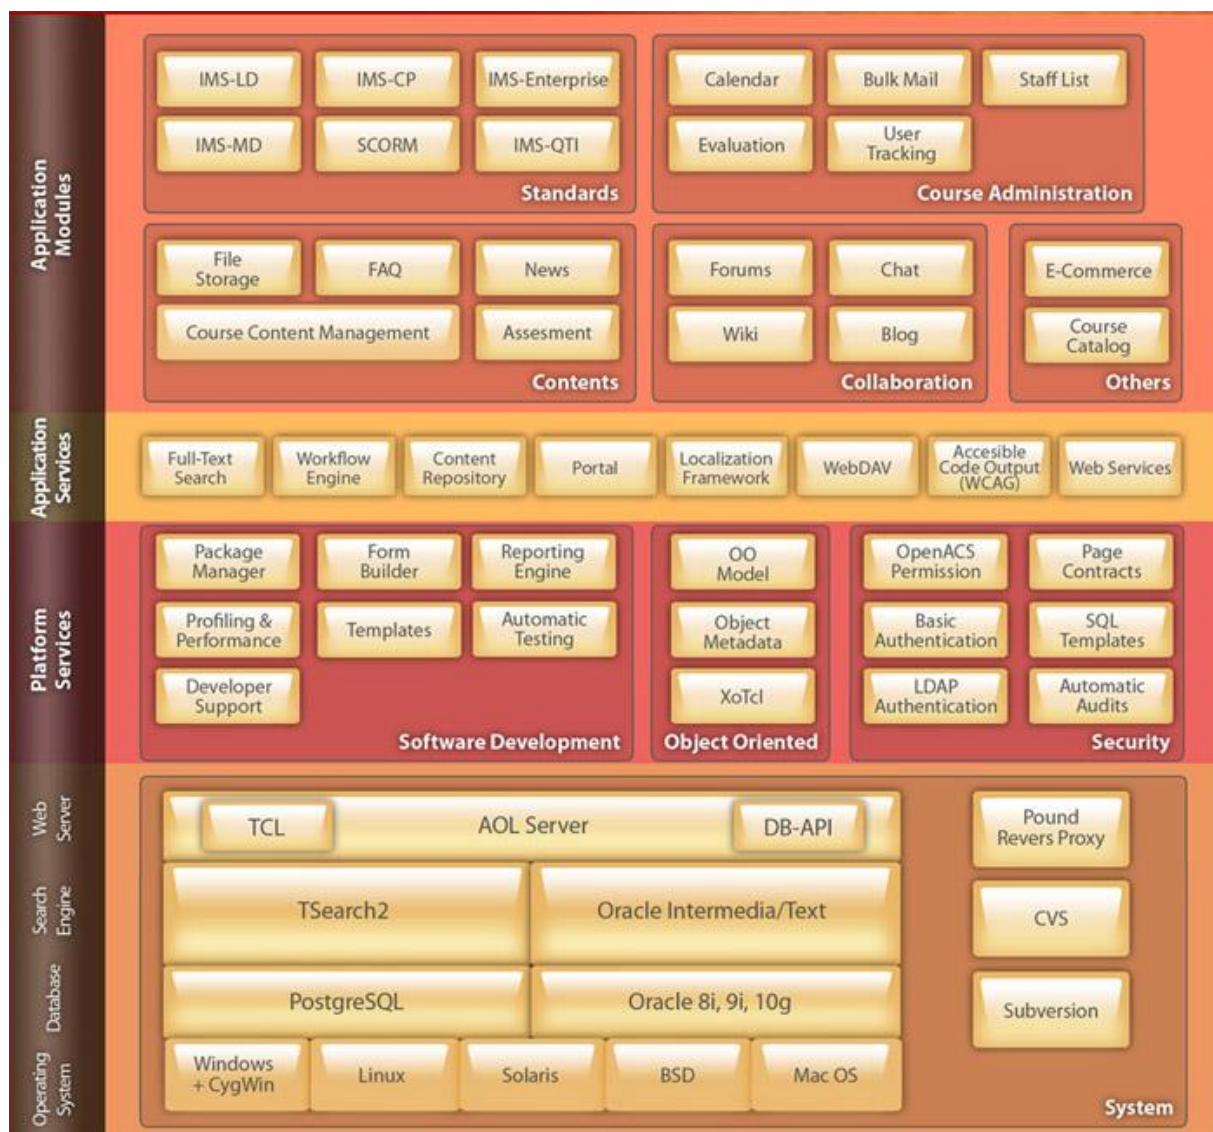 Application
Modules
IMS-LD
IMS-CP
IMS-Enterprise
IMS-MD
SCORM
IMS-QTI
Standards
Calendar
Bulk Mail
Staff List
Evaluation
User
Tracking
Course Administration
File
Storage
FAQ
News
Course Content Management
Assesment
Contents
Forums
Chat
Wiki
Blog
Collaboration
E-Commerce
Course
Catalog
Others
Application
Services
Full-Text
Search
Workflow
Engine
Content
Repository
Portal
Localization
Framework
WebDAV
Accesible
Code Output
(WCAG)
Web Services
Platform
Services
Package
Manager
Form
Builder
Reporting
Engine
Profiling &
Performance
Templates
Automatic
Testing
Developer
Support
Software Development
OO
Model
Object
Metadata
XoTcl
Object Oriented
OpenACS
Permission
Page
Contracts
Basic
Authentication
SQL
Templates
LDAP
Authentication
Automatic
Audits
Security
Web
Server
TCL
AOL Server
DB-API
Pound
Revers Proxy
Search
Engine
TSearch2
Oracle Intermedia/Text
CVS
Database
PostgreSQL
Oracle 8i, 9i, 10g
Subversion
Operating
System
Windows
+ CygWin
Linux
Solaris
BSD
Mac OS
System